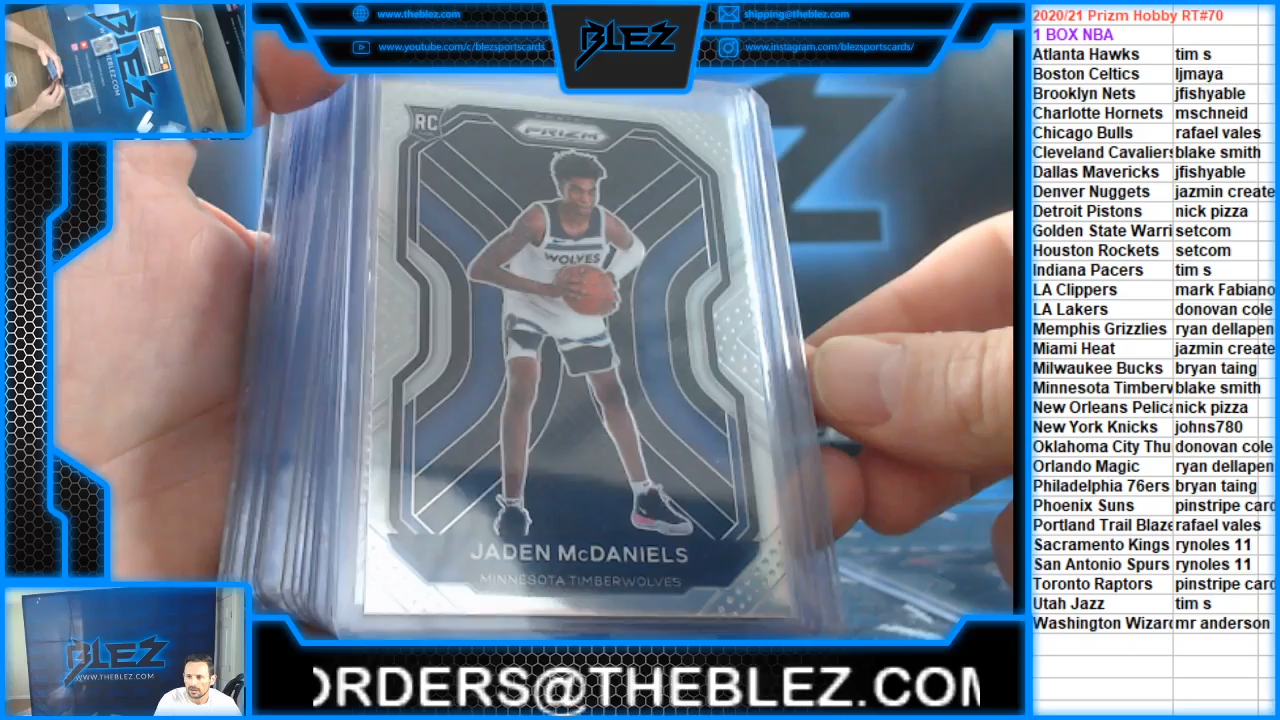 www.theblez.com
shipping@theblez.com
www.youtube.com/c/blezsportscards
www.instagram.com/blezsportscards/
BLEZ
RC
PRIZM
WOLVES
JADEN McDANIELS
MINNESOTA TIMBERWOLVES
BLEZ
WWW.THEBLEZ.COM
ORDERS@THEBLEZ.COM
2020/21 Prizm Hobby RT#70
1 BOX NBA
Atlanta Hawks tim s
Boston Celtics ljmaya
Brooklyn Nets jfishyable
Charlotte Hornets mschneid
Chicago Bulls rafael vales
Cleveland Cavaliers blake smith
Dallas Mavericks jfishyable
Denver Nuggets jazmin create
Detroit Pistons nick pizza
Golden State Warri setcom
Houston Rockets setcom
Indiana Pacers tim s
LA Clippers mark Fabiano
LA Lakers donovan cole
Memphis Grizzlies ryan dellapen
Miami Heat jazmin create
Milwaukee Bucks bryan taing
Minnesota Timberv blake smith
New Orleans Pelica nick pizza
New York Knicks johns780
Oklahoma City Thu donovan cole
Orlando Magic ryan dellapen
Philadelphia 76ers bryan taing
Phoenix Suns pinstripe card
Portland Trail Blaze rafael vales
Sacramento Kings rynoles 11
San Antonio Spurs rynoles 11
Toronto Raptors pinstripe card
Utah Jazz tim s
Washington Wizard mr anderson